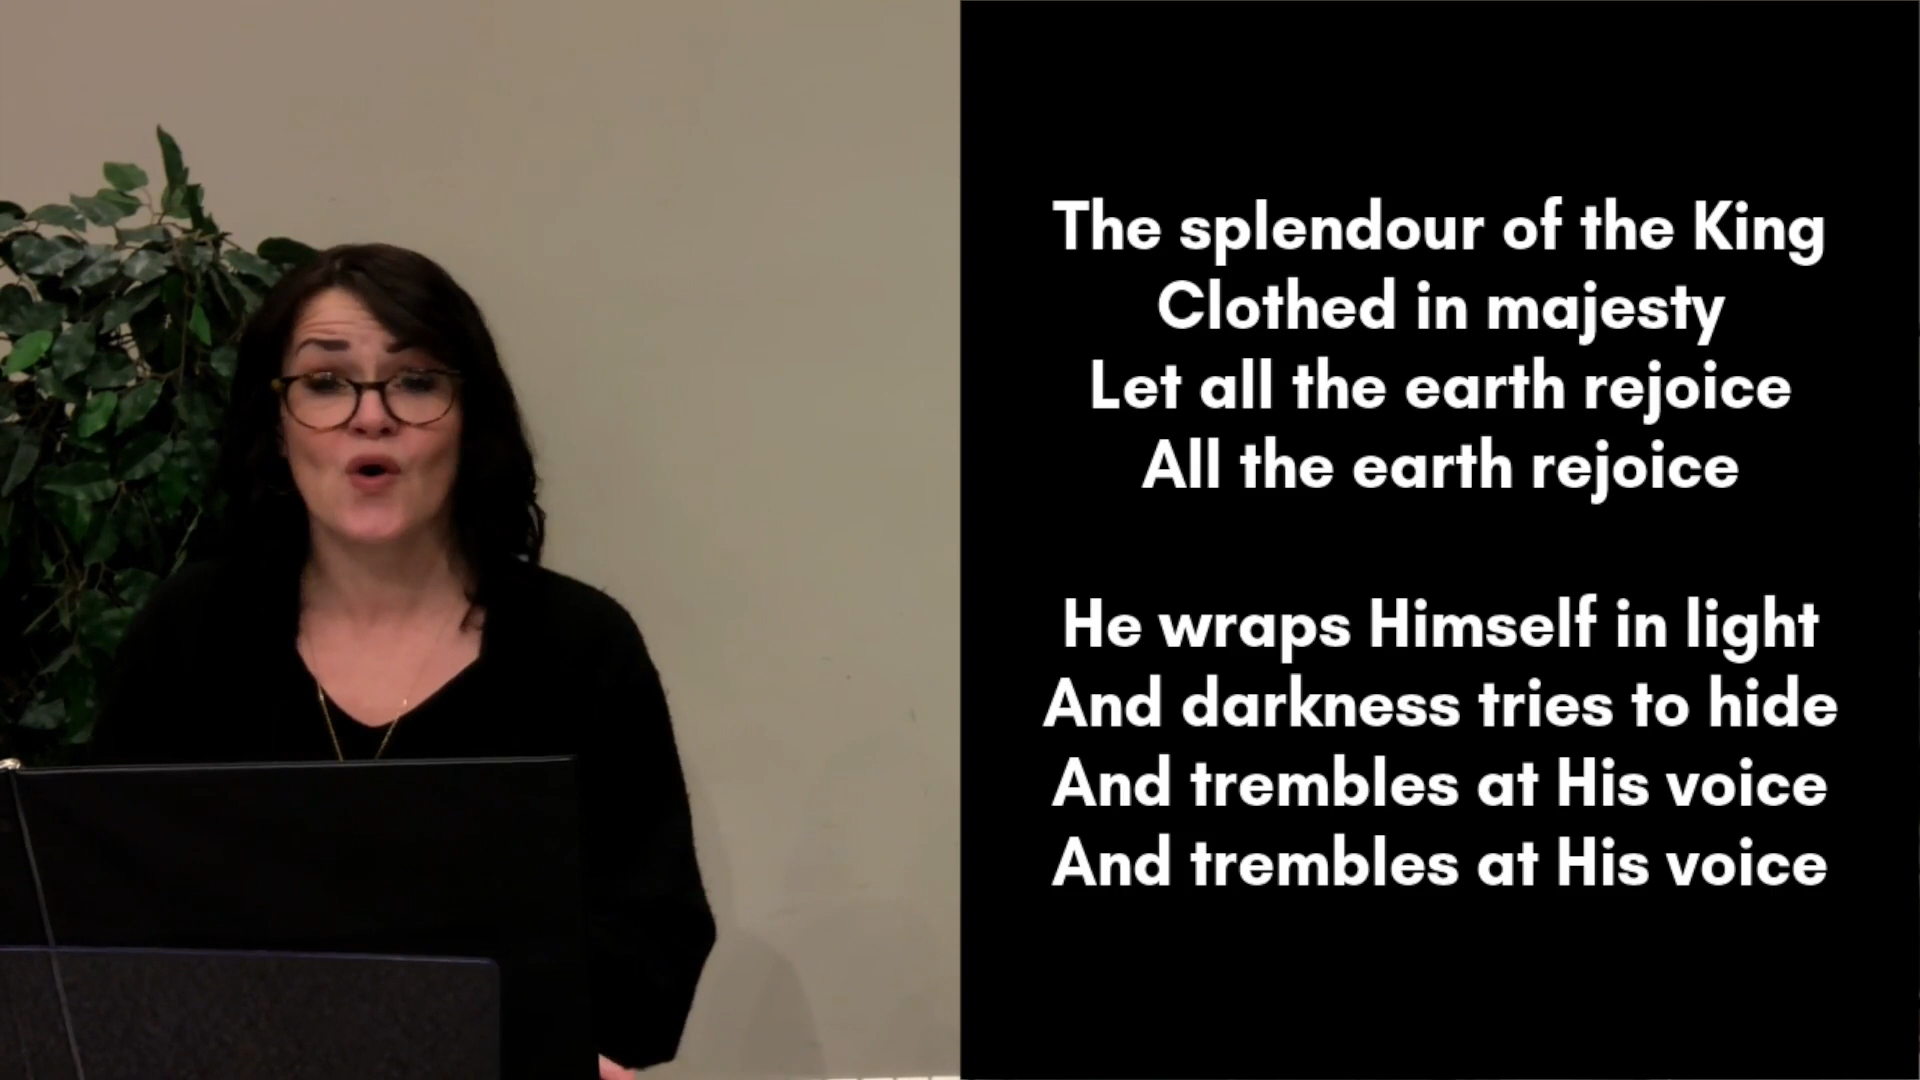 The splendour of the King
Clothed in majesty
Let all the earth rejoice
All the earth rejoice
He wraps Himself in light
And darkness tries to hide
And trembles at His voice
And trembles at His voice